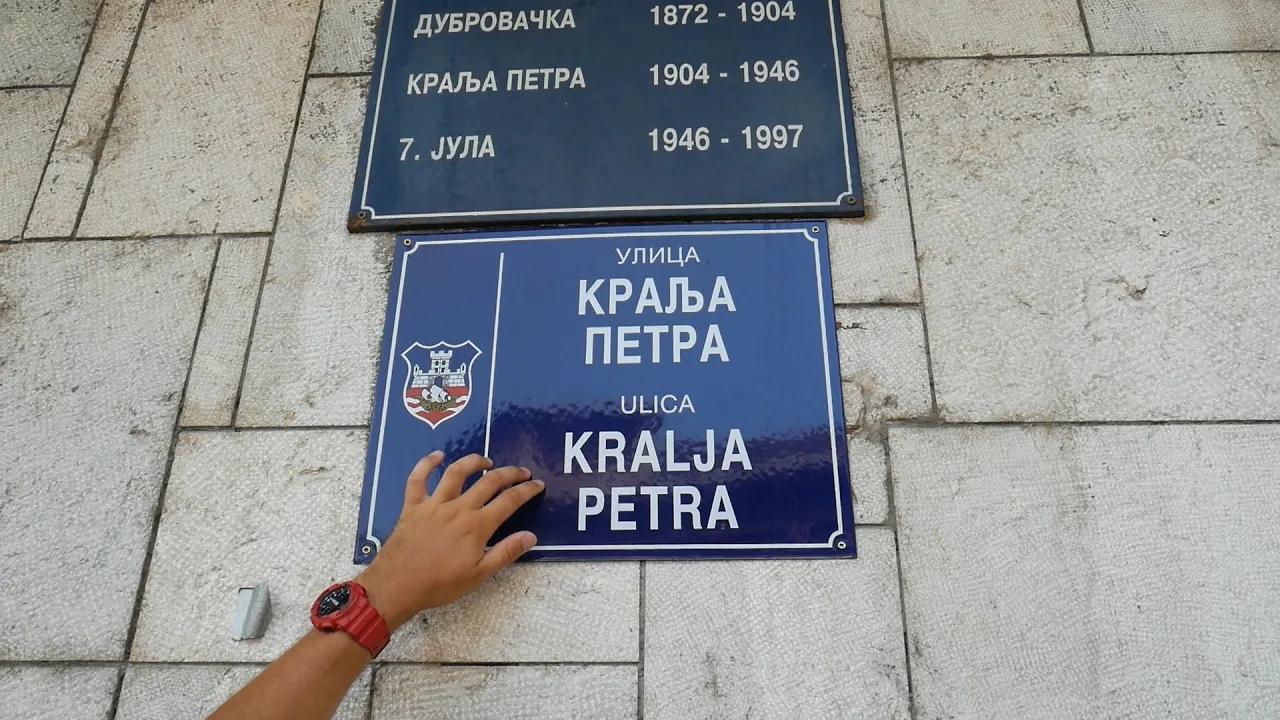 ДУБРОВАЧКА 1872 - 1904
КРАЉА ПЕТРА 1904 - 1946
7. ЈУЛА 1946 - 1997
УЛИЦА
КРАЉА
ПЕТРА
ULICA
KRALJA
PETRA